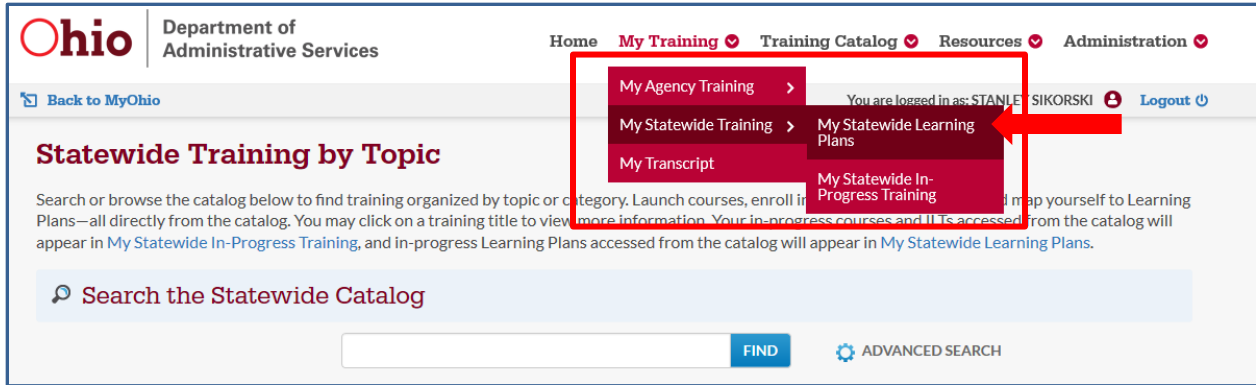 Ohio
Department of
Administrative Services
Home My Training Training Catalog Resources Administration
Back to MyOhio
You are logged in as: STANLEY SIKORSKI Logout
My Agency Training
My Statewide Training
My Transcript
My Statewide Learning
Plans
My Statewide In-
Progress Training
Statewide Training by Topic
Search or browse the catalog below to find training organized by topic or category. Launch courses, enroll in map yourself to Learning
Plans—all directly from the catalog. You may click on a training title to view more information. Your in-progress courses and ILTs accessed from the catalog will
appear in My Statewide In-Progress Training, and in-progress Learning Plans accessed from the catalog will appear in My Statewide Learning Plans.
Search the Statewide Catalog
FIND
ADVANCED SEARCH